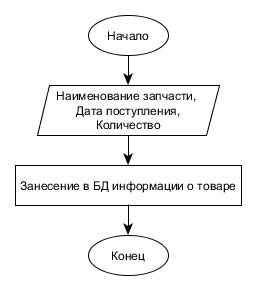 Начало
Наименование запчасти,
Дата поступления,
Количество
Занесение в БД информации о товаре
Конец